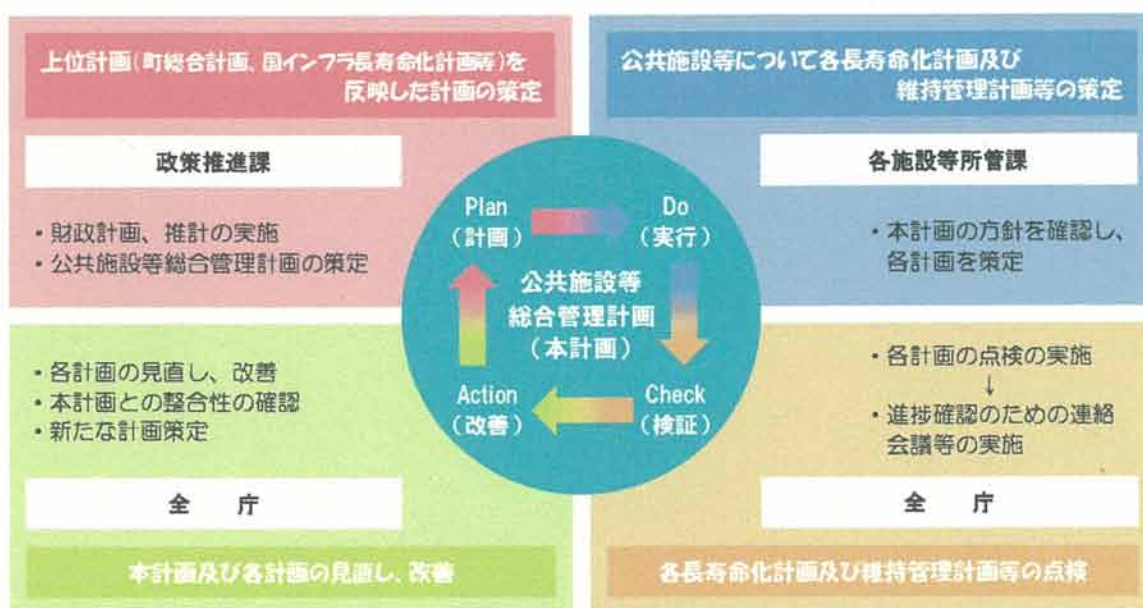 上位計画(町総合計画、国インフラ長寿命化計画等)を
反映した計画の策定
政策推進課
・財政計画、推計の実施
・公共施設等総合管理計画の策定
公共施設等について各長寿命化計画及び
維持管理計画等の策定
各施設等所管課
・本計画の方針を確認し、
各計画を策定
Plan
(計画)
Do
(実行)
公共施設等
総合管理計画
(本計画)
Action
(改善)
Check
(検証)
・各計画の見直し、改善
・本計画との整合性の確認
・新たな計画策定
全　庁
本計画及び各計画の見直し、改善
・各計画の点検の実施
↓
・進捗確認のための連絡
会議等の実施
全　庁
各長寿命化計画及び維持管理計画等の点検